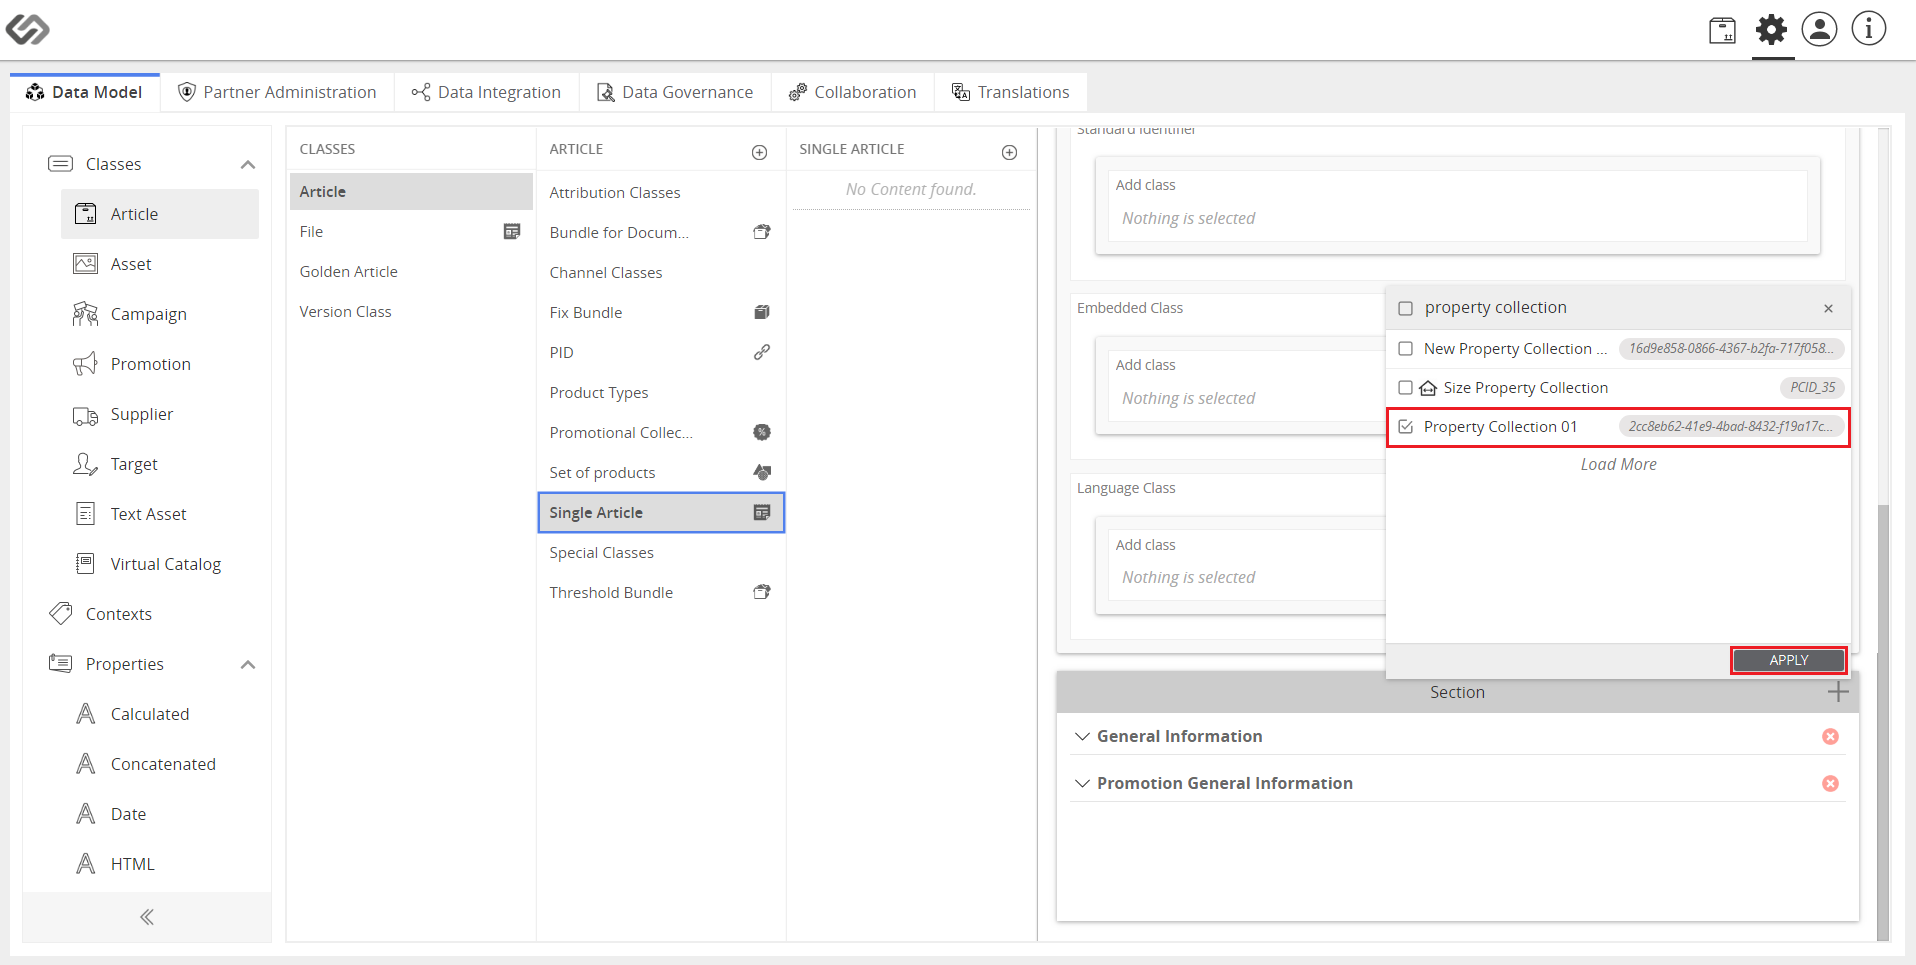 Data Model
Partner Administration
Data Integration
Data Governance
Collaboration
Translations
Classes
Article
Asset
Campaign
Promotion
Supplier
Target
Text Asset
Virtual Catalog
Contexts
Properties
Calculated
Concatenated
Date
HTML
CLASSES
Article
File
Golden Article
Version Class
ARTICLE
Attribution Classes
Bundle for Docum...
Channel Classes
Fix Bundle
PID
Product Types
Promotional Collec...
Set of products
Single Article
Special Classes
Threshold Bundle
SINGLE ARTICLE
No Content found.
Standard Identifier
Add class
Nothing is selected
Embedded Class
Add class
Nothing is selected
Language Class
Add class
Nothing is selected
property collection
New Property Collection ... 16d9e858-0866-4367-b2fa-717f058...
Size Property Collection PCID_35
Property Collection 01 2cc8eb62-41e9-4bad-8432-f19a17c...
Load More
APPLY
Section
General Information
Promotion General Information